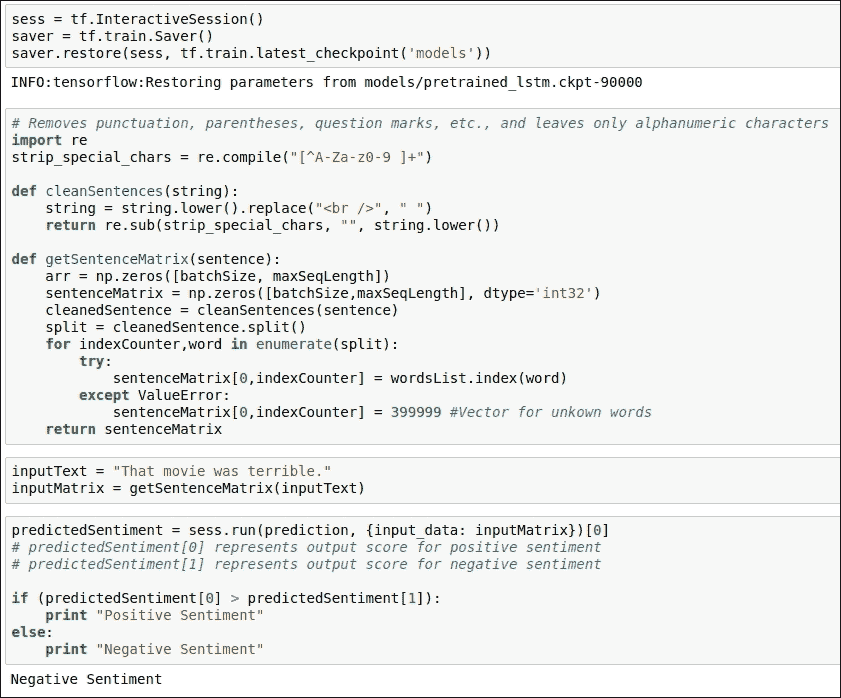 sess = tf.InteractiveSession()
saver = tf.train.Saver()
saver.restore(sess, tf.train.latest_checkpoint('models'))
INFO:tensorflow:Restoring parameters from models/pretrained_lstm.ckpt-90000
# Removes punctuation, parentheses, question marks, etc., and leaves only alphanumeric characters
import re
strip_special_chars = re.compile("[^A-Za-z0-9 ]+")
def cleanSentences(string):
    string = string.lower().replace("<br />", " ")
    return re.sub(strip_special_chars, "", string.lower())
def getSentenceMatrix(sentence):
    arr = np.zeros([batchSize, maxSeqLength])
    sentenceMatrix = np.zeros([batchSize,maxSeqLength], dtype='int32')
    cleanedSentence = cleanSentences(sentence)
    split = cleanedSentence.split()
    for indexCounter,word in enumerate(split):
        try:
            sentenceMatrix[0,indexCounter] = wordsList.index(word)
        except ValueError:
            sentenceMatrix[0,indexCounter] = 399999 #Vector for unkown words
    return sentenceMatrix
inputText = "That movie was terrible."
inputMatrix = getSentenceMatrix(inputText)
predictedSentiment = sess.run(prediction, {input_data: inputMatrix})[0]
# predictedSentiment[0] represents output score for positive sentiment
# predictedSentiment[1] represents output score for negative sentiment
if (predictedSentiment[0] > predictedSentiment[1]):
    print "Positive Sentiment"
else:
    print "Negative Sentiment"
Negative Sentiment